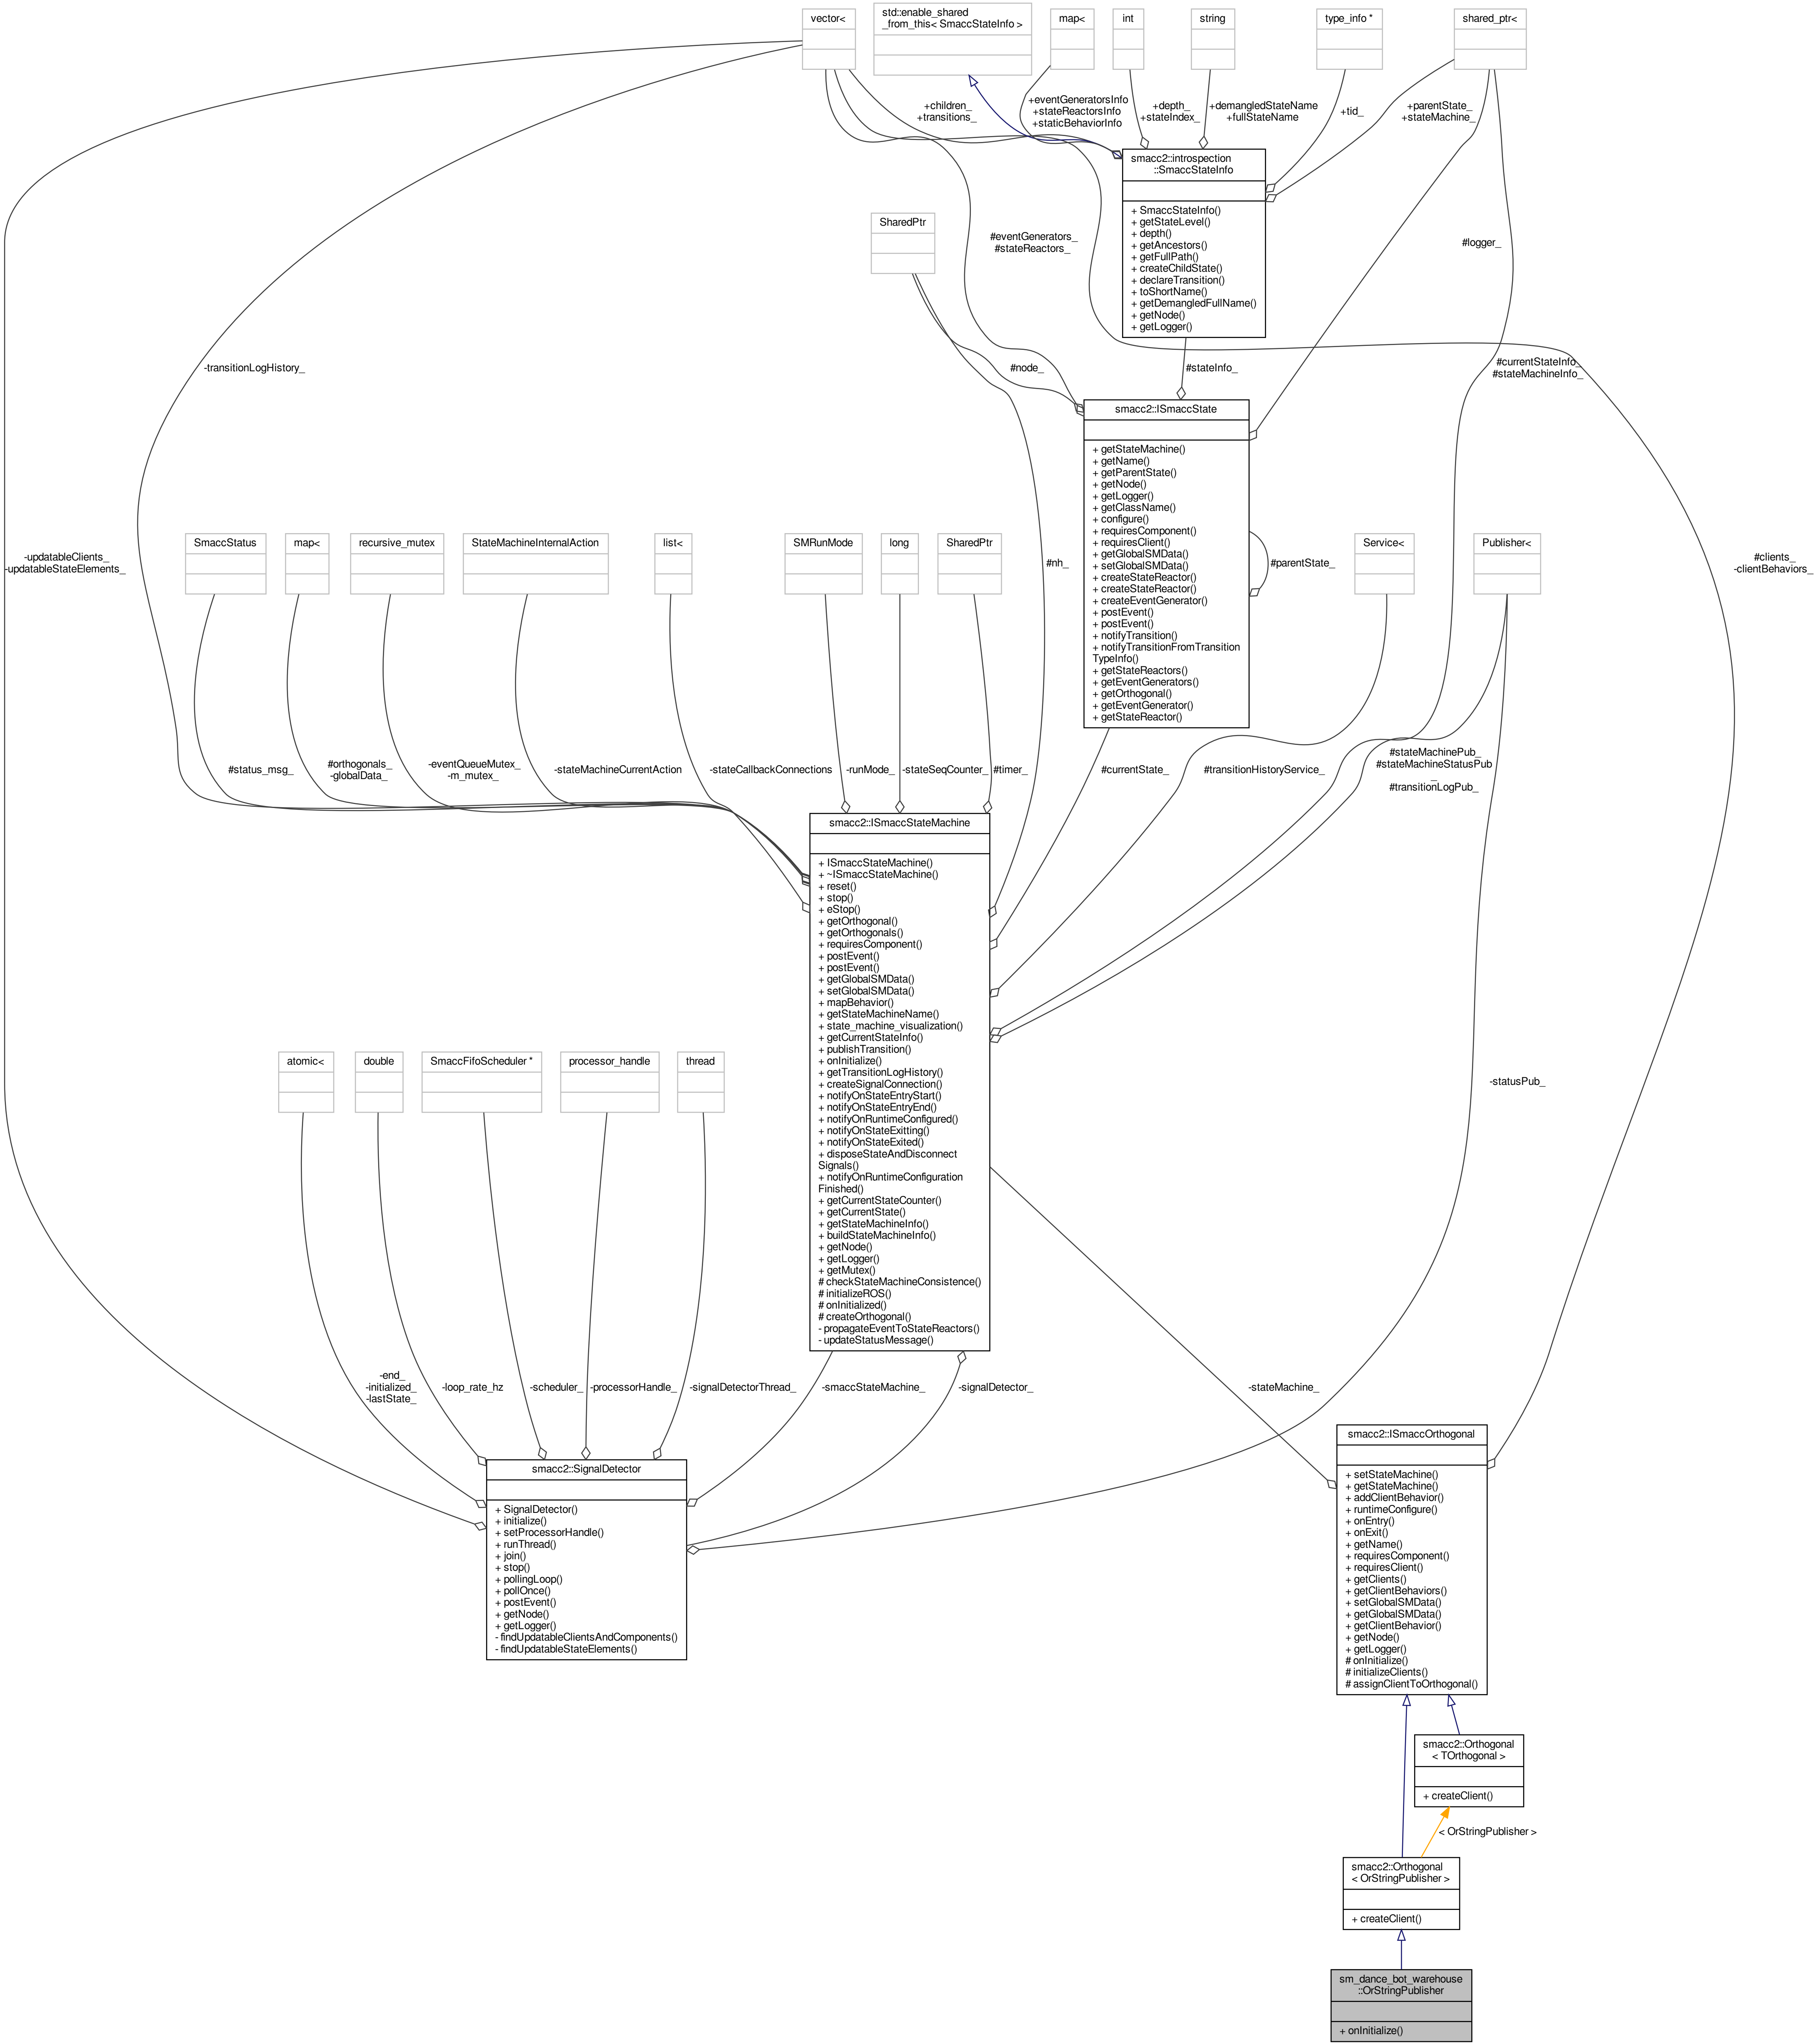 vector<
std::enable_shared
_from_this< SmaccStateInfo >
map<
int
string
type_info *
shared_ptr<
+children_
+transitions_
+eventGeneratorsInfo
+stateReactorsInfo
+staticBehaviorInfo
+depth_
+stateIndex_
+demangledStateName
+fullStateName
+tid_
+parentState_
+stateMachine_
smacc2::introspection
::SmaccStateInfo
+ SmaccStateInfo()
+ getStateLevel()
+ depth()
+ getAncestors()
+ getFullPath()
+ createChildState()
+ declareTransition()
+ toShortName()
+ getDemangledFullName()
+ getNode()
+ getLogger()
SharedPtr
#eventGenerators_
#stateReactors_
#logger_
-transitionLogHistory_
#node_
#stateInfo_
#currentStateInfo_
#stateMachineInfo_
smacc2::ISmaccState
+ getStateMachine()
+ getName()
+ getParentState()
+ getNode()
+ getLogger()
+ getClassName()
+ configure()
+ requiresComponent()
+ requiresClient()
+ getGlobalSMData()
+ setGlobalSMData()
+ createStateReactor()
+ createStateReactor()
+ createEventGenerator()
+ postEvent()
+ postEvent()
+ notifyTransition()
+ notifyTransitionFromTransition
TypeInfo()
+ getStateReactors()
+ getEventGenerators()
+ getOrthogonal()
+ getEventGenerator()
+ getStateReactor()
#parentState_
-updatableClients_
-updatableStateElements_
SmaccStatus
map<
recursive_mutex
StateMachineInternalAction
list<
SMRunMode
long
SharedPtr
#nh_
Service<
Publisher<
#clients_
-clientBehaviors_
#status_msg_
#orthogonals_
-globalData_
-eventQueueMutex_
-m_mutex_
-stateMachineCurrentAction
-stateCallbackConnections
-runMode_
-stateSeqCounter_
#timer_
#currentState_
#transitionHistoryService_
#stateMachinePub_
#stateMachineStatusPub
_
#transitionLogPub_
smacc2::ISmaccStateMachine
+ ISmaccStateMachine()
+ ~ISmaccStateMachine()
+ reset()
+ stop()
+ eStop()
+ getOrthogonal()
+ getOrthogonals()
+ requiresComponent()
+ postEvent()
+ postEvent()
+ getGlobalSMData()
+ setGlobalSMData()
+ mapBehavior()
+ getStateMachineName()
+ state_machine_visualization()
+ getCurrentStateInfo()
+ publishTransition()
+ onInitialize()
+ getTransitionLogHistory()
+ createSignalConnection()
+ notifyOnStateEntryStart()
+ notifyOnStateEntryEnd()
+ notifyOnRuntimeConfigured()
+ notifyOnStateExitting()
+ notifyOnStateExited()
+ disposeStateAndDisconnect
Signals()
+ notifyOnRuntimeConfiguration
Finished()
+ getCurrentStateCounter()
+ getCurrentState()
+ getStateMachineInfo()
+ buildStateMachineInfo()
+ getNode()
+ getLogger()
+ getMutex()
# checkStateMachineConsistence()
# initializeROS()
# onInitialized()
# createOrthogonal()
- propagateEventToStateReactors()
- updateStatusMessage()
atomic<
double
SmaccFifoScheduler *
processor_handle
thread
-statusPub_
-end_
-initialized_
-lastState_
-loop_rate_hz
-scheduler_
-processorHandle_
-signalDetectorThread_
-smaccStateMachine_
-signalDetector_
-stateMachine_
smacc2::SignalDetector
+ SignalDetector()
+ initialize()
+ setProcessorHandle()
+ runThread()
+ join()
+ stop()
+ pollingLoop()
+ pollOnce()
+ postEvent()
+ getNode()
+ getLogger()
- findUpdatableClientsAndComponents()
- findUpdatableStateElements()
smacc2::ISmaccOrthogonal
+ setStateMachine()
+ getStateMachine()
+ addClientBehavior()
+ runtimeConfigure()
+ onEntry()
+ onExit()
+ getName()
+ requiresComponent()
+ requiresClient()
+ getClients()
+ getClientBehaviors()
+ setGlobalSMData()
+ getGlobalSMData()
+ getClientBehavior()
+ getNode()
+ getLogger()
# onInitialize()
# initializeClients()
# assignClientToOrthogonal()
smacc2::Orthogonal
< TOrthogonal >
+ createClient()
< OrStringPublisher >
smacc2::Orthogonal
< OrStringPublisher >
+ createClient()
sm_dance_bot_warehouse
::OrStringPublisher
+ onInitialize()